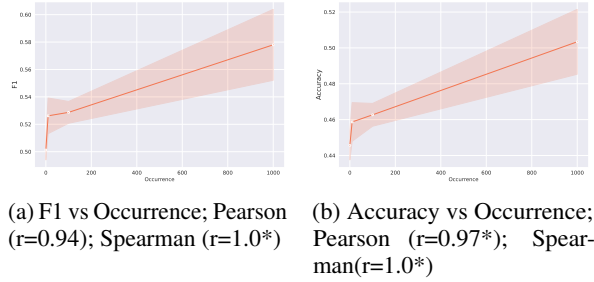 0.60
0.58
0.56
0.54
0.52
0.50
F1
0 200 400 600 800 1000
Occurrence
0.52
0.50
0.48
0.46
0.44
Accuracy
0 200 400 600 800 1000
Occurrence
(a) F1 vs Occurrence; Pearson
(r=0.94); Spearman (r=1.0*)
(b) Accuracy vs Occurrence;
Pearson (r=0.97*); Spear-
man(r=1.0*)